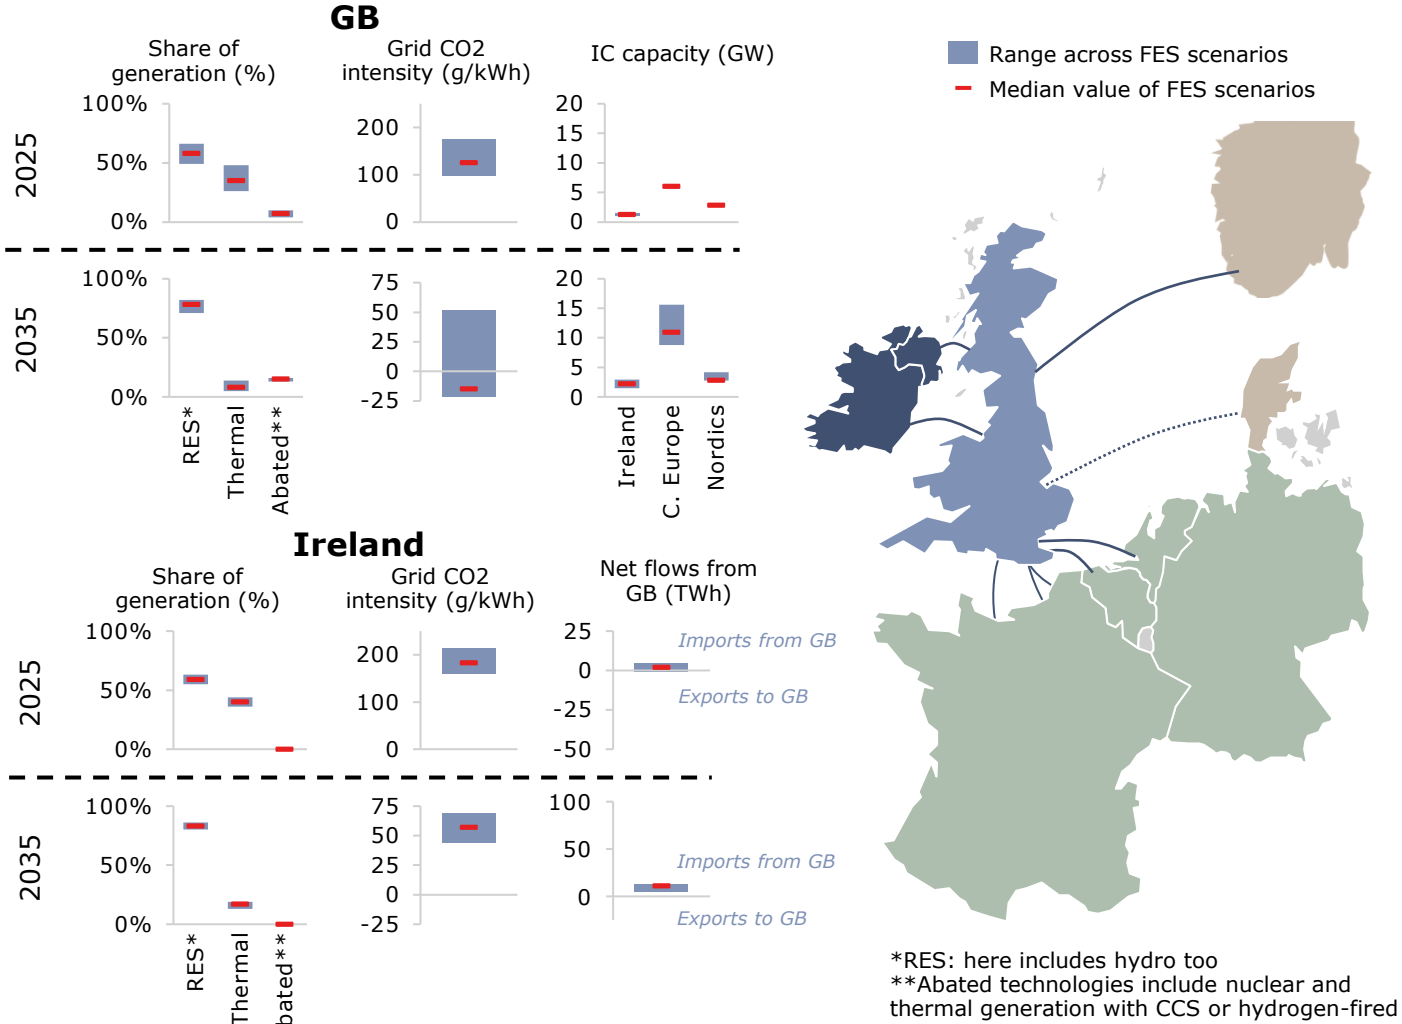 GB
Share of
generation (%)
Grid CO2
intensity (g/kWh)
IC capacity (GW)
Range across FES scenarios
Median value of FES scenarios
2025
100%
50%
0%
200
100
0
20
15
10
5
0
2035
100%
50%
0%
75
50
25
0
-25
20
15
10
5
0
RES*
Thermal
Abated**
Ireland
C. Europe
Nordics
Ireland
Share of
generation (%)
Grid CO2
intensity (g/kWh)
Net flows from
GB (TWh)
2025
100%
50%
0%
200
100
0
25
0
-25
-50
Imports from GB
Exports to GB
2035
100%
50%
0%
75
50
25
0
-25
100
50
0
Imports from GB
Exports to GB
RES*
Thermal
bated**
*RES: here includes hydro too
**Abated technologies include nuclear and
thermal generation with CCS or hydrogen-fired